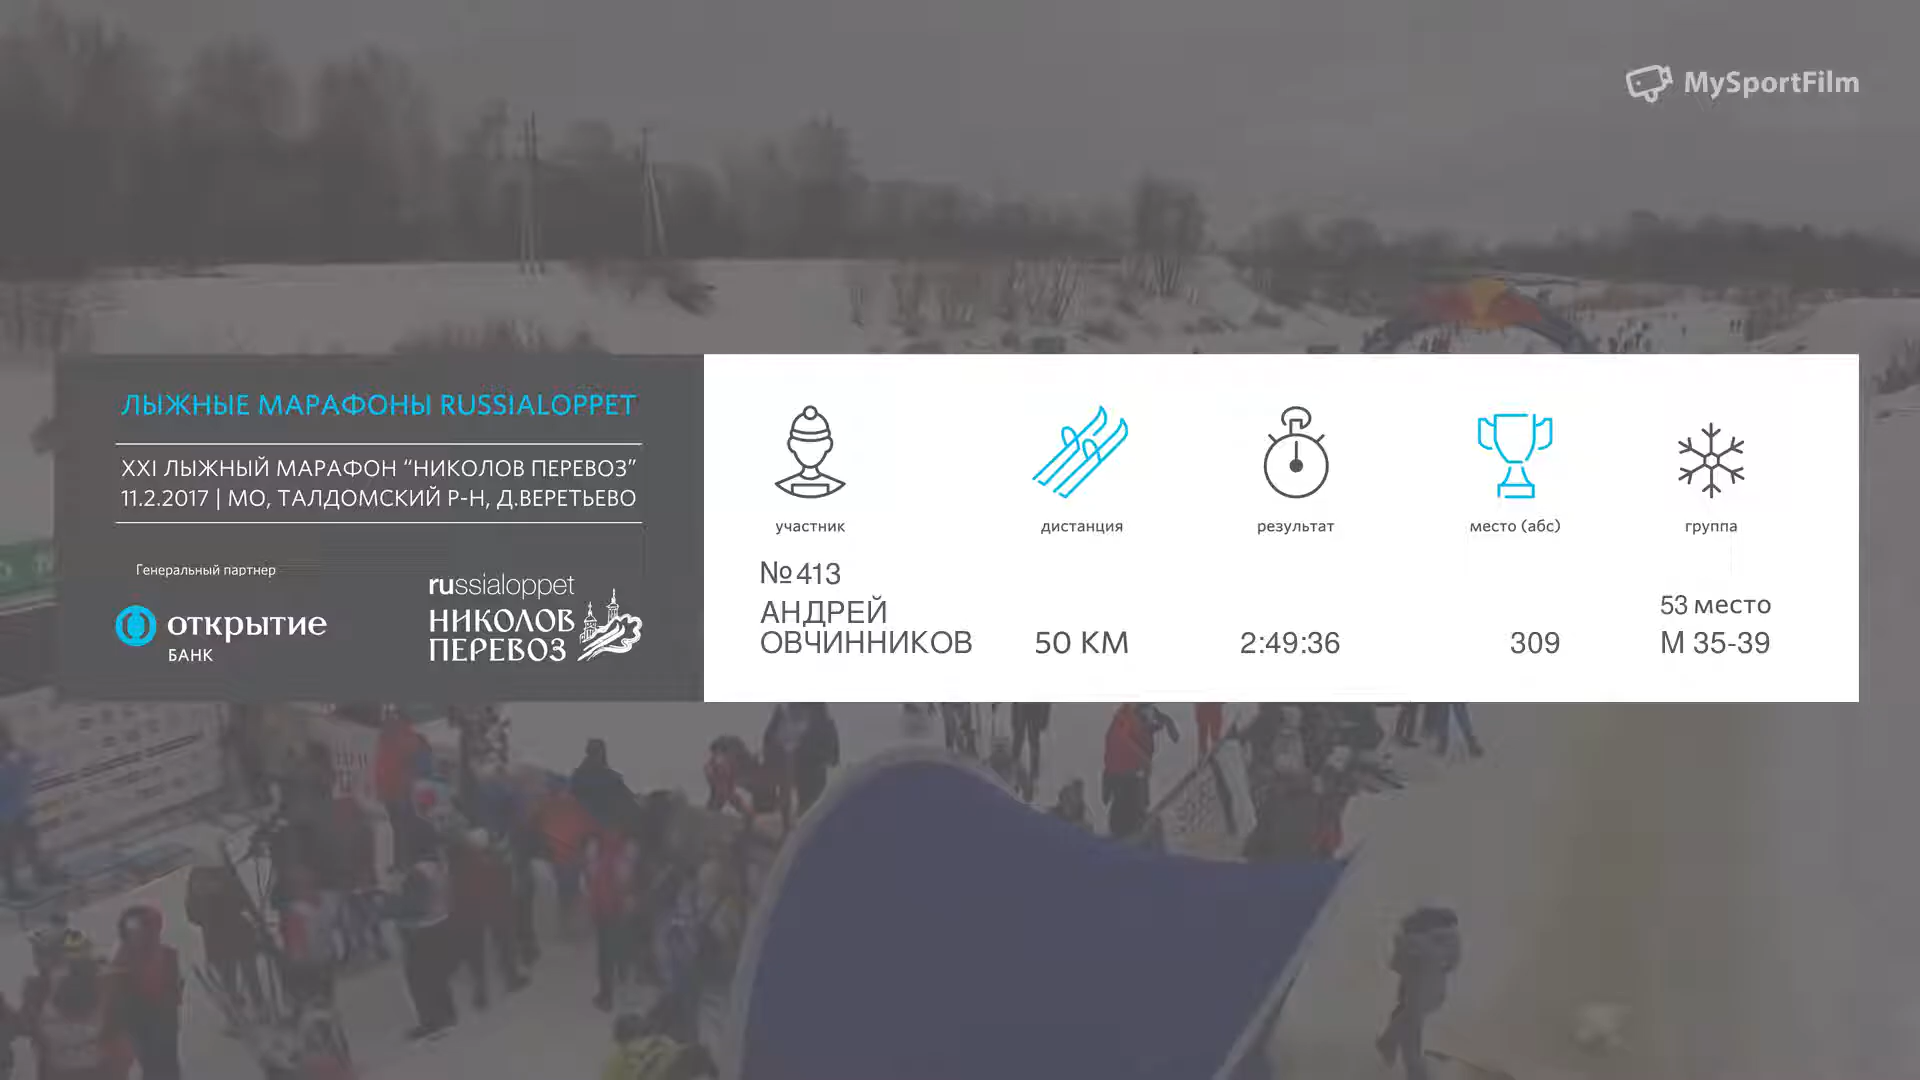 MySportFilm
ЛЫЖНЫЕ МАРАФОНЫ RUSSIALOPPET
XXI ЛЫЖНЫЙ МАРАФОН “НИКОЛОВ ПЕРЕВОЗ”
11.2.2017 | МО, ТАЛДОМСКИЙ Р-Н, Д.ВЕРЕТЬЕВО
Генеральный партнер
открытие
БАНК
russialoppet
НИКОЛОВ
ПЕРЕВОЗ
участник
дистанция
результат
место (абс)
группа
№413
АНДРЕЙ
ОВЧИННИКОВ
50 КМ
2:49:36
309
53 место
М 35-39